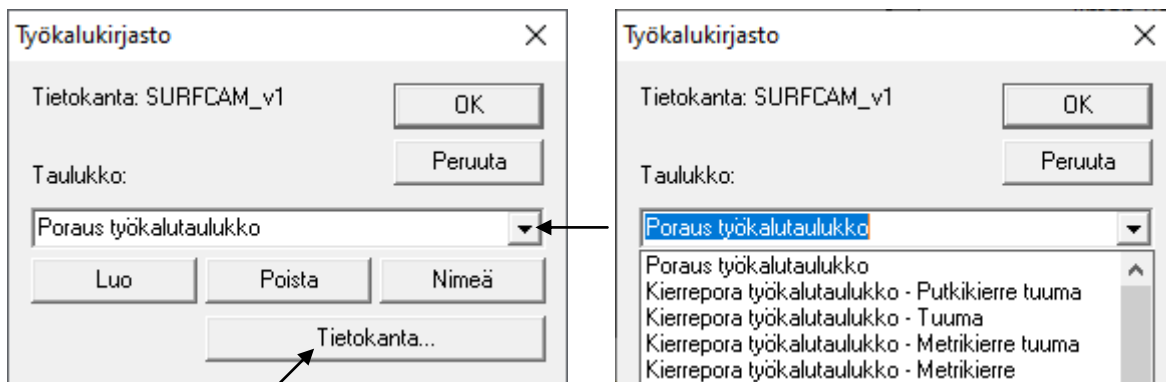 Työkalukirjasto
Tietokanta: SURFCAM_v1
OK
Peruuta
Taulukko:
Poraus työkalutaulukko
Luo
Poista
Nimeä
Tietokanta...
Työkalukirjasto
Tietokanta: SURFCAM_v1
OK
Peruuta
Taulukko:
Poraus työkalutaulukko
Poraus työkalutaulukko
Kierrepora työkalutaulukko - Putkikierre tuuma
Kierrepora työkalutaulukko - Tuuma
Kierrepora työkalutaulukko - Metrikierre tuuma
Kierrepora työkalutaulukko - Metrikierre